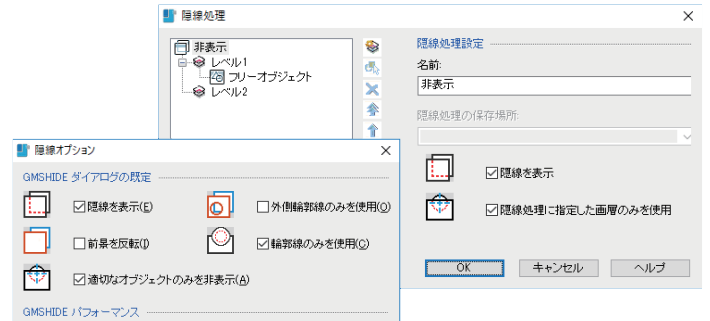 隠線処理
非表示
レベル1
フリーオブジェクト
レベル2
隠線処理設定
名前:
非表示
隠線処理の保存場所:
隠線を表示
隠線処理に指定した画層のみを使用
OK
キャンセル
ヘルプ
隠線オプション
GMSHIDE ダイアログの既定
隠線を表示(E)
外側輪郭線のみを使用(O)
前景を反転(I)
輪郭線のみを使用(C)
適切なオブジェクトのみを非表示(A)
GMSHIDE パフォーマンス